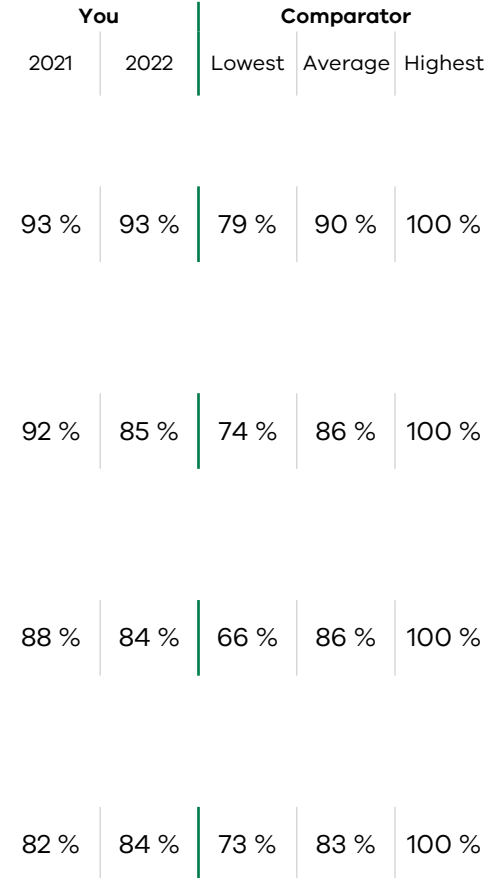 You Comparator
2021 2022 Lowest Average Highest
93 % 93 % 79 % 90 % 100 %
92 % 85 % 74 % 86 % 100 %
88 % 84 % 66 % 86 % 100 %
82 % 84 % 73 % 83 % 100 %